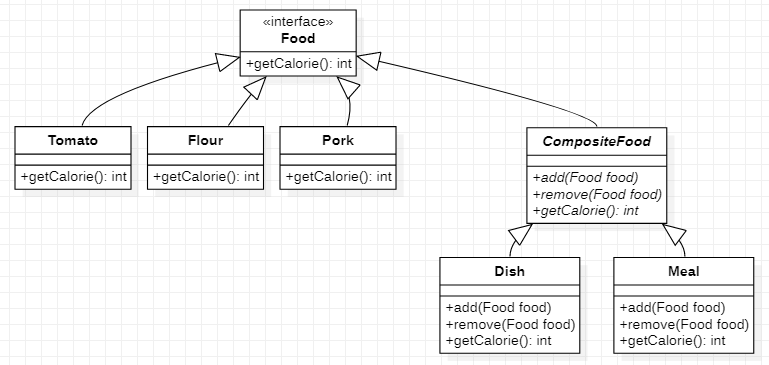 «interface»
Food
+getCalorie(): int
Tomato
+getCalorie(): int
Flour
+getCalorie(): int
Pork
+getCalorie(): int
CompositeFood
+add(Food food)
+remove(Food food)
+getCalorie(): int
Dish
+add(Food food)
+remove(Food food)
+getCalorie(): int
Meal
+add(Food food)
+remove(Food food)
+getCalorie(): int